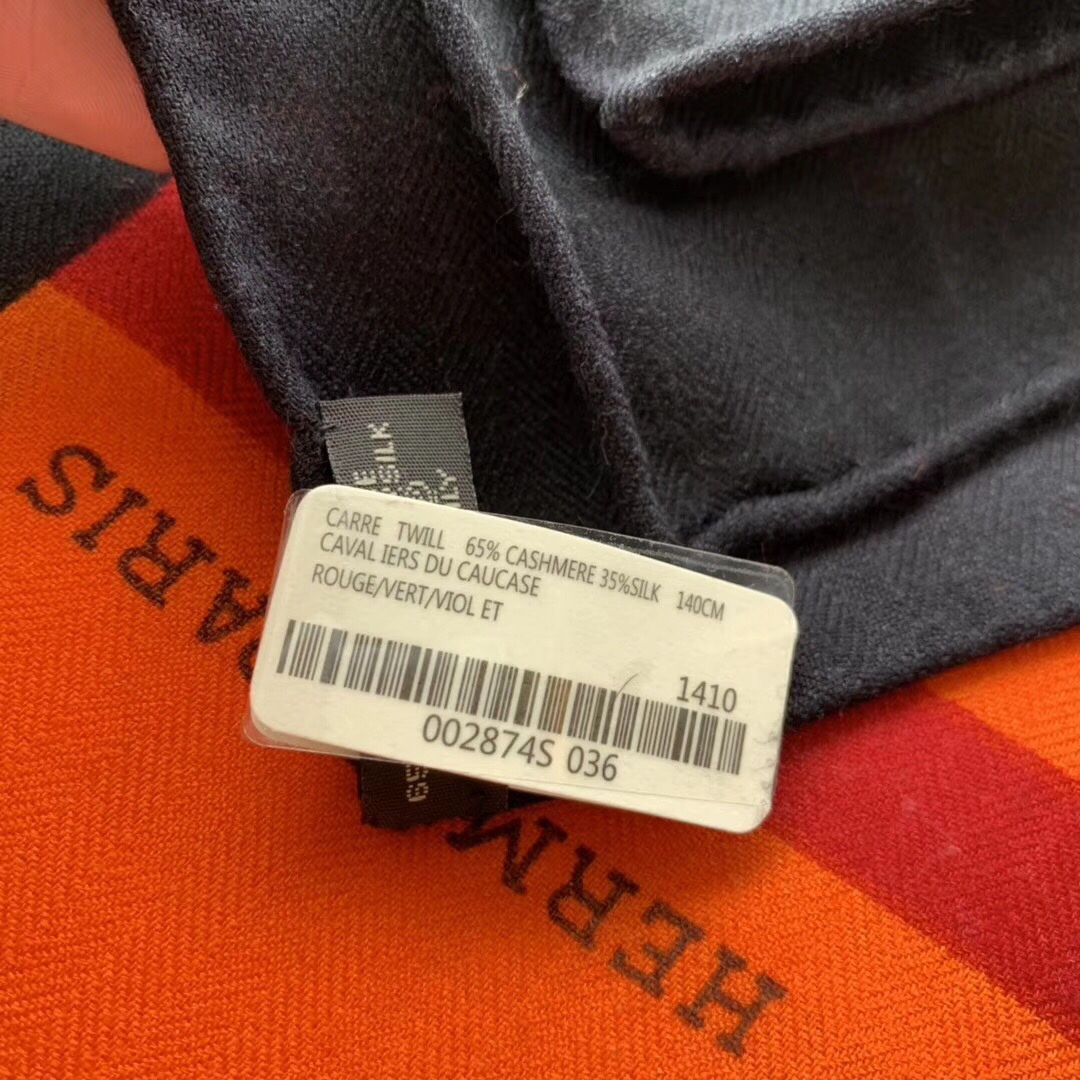 SILK
CARRE TWILL 65% CASHMERE 35%SILK 140CM
CAVAL IERS DU CAUCASE
ROUGE/VERT/VIOL ET
1410
002874S 036
HERM
PARIS